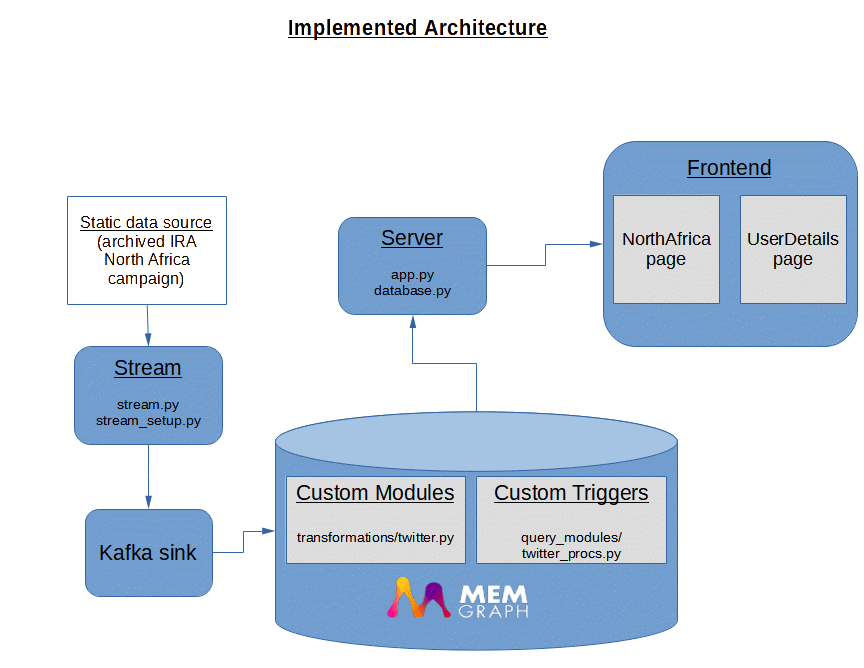 Implemented Architecture
Static data source
(archived IRA
North Africa
campaign)
Stream
stream.py
stream_setup.py
Kafka sink
Custom Modules
transformations/twitter.py
Custom Triggers
query_modules/
twitter_procs.py
MEM
GRAPH
Server
app.py
database.py
Frontend
NorthAfrica
page
UserDetails
page